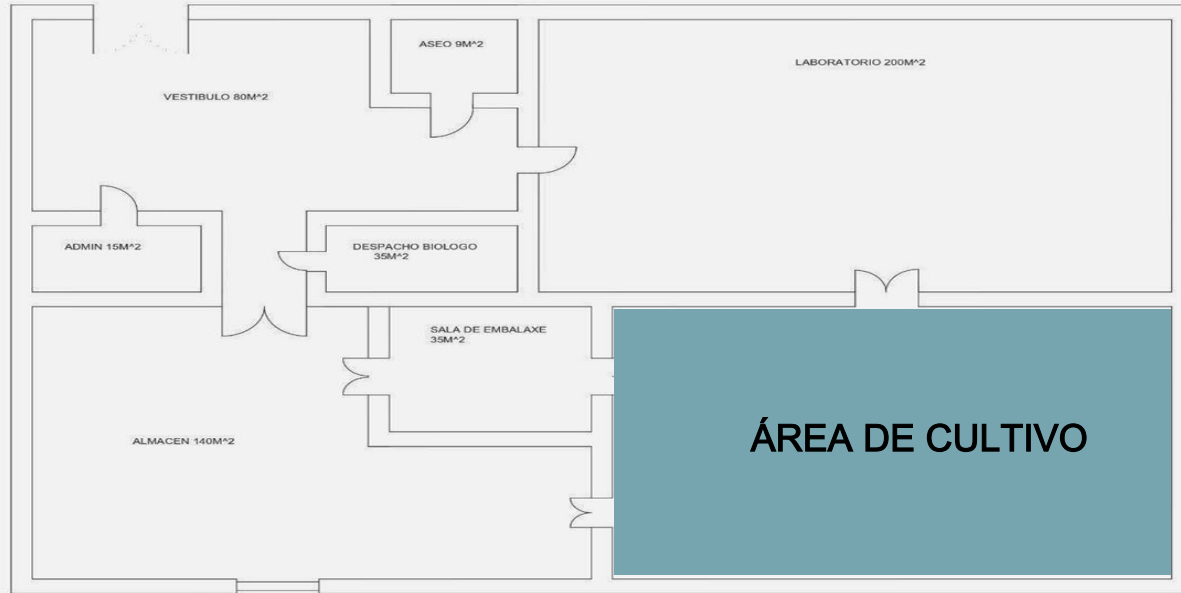 ASEO 9M^2
LABORATORIO 200M^2
VESTIBULO 80M^2
ADMIN 15M^2
DESPACHO BIOLOGO
35M^2
SALA DE EMBALAXE
35M^2
ALMACEN 140M^2
ÁREA DE CULTIVO